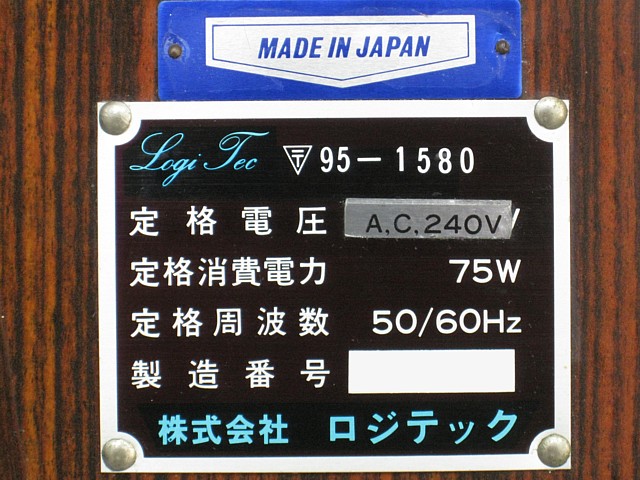 MADE IN JAPAN
Logi Tec 〒 95-1580
定格電圧 A.C.240V
定格消費電力 75W
定格周波数 50/60Hz
製造番号
株式会社 ロジテック